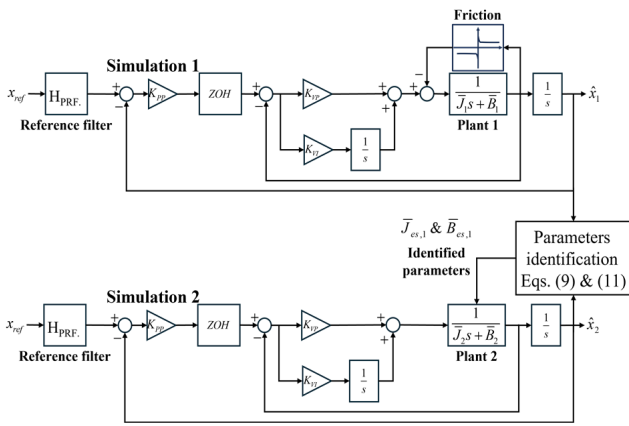 Friction
Simulation 1
x_ref
H_PRF.
+
−
K_PP
ZOH
+
−
K_VP
+
+
+
−
1
J̅_1 s + B̅_1
1
s
x̂_1
Reference filter
Plant 1
K_VI
1
s
J̅_es,1 & B̅_es,1
Identified
parameters
Parameters
identification
Eqs. (9) & (11)
Simulation 2
x_ref
H_PRF.
+
−
K_PP
ZOH
+
−
K_VP
+
+
1
J̅_2 s + B̅_2
1
s
x̂_2
Reference filter
Plant 2
K_VI
1
s